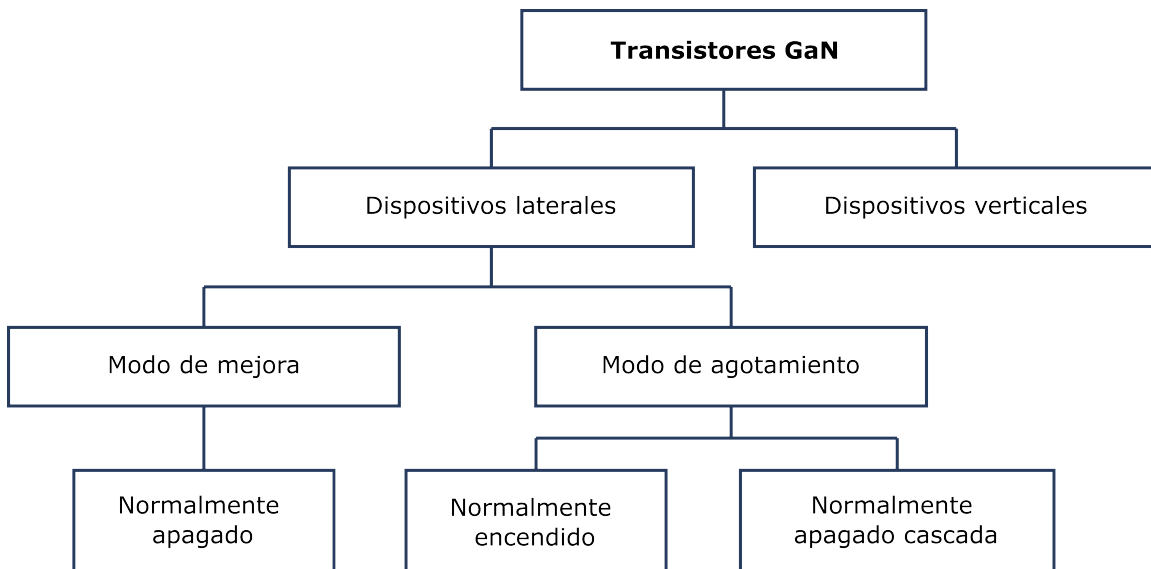 Transistores GaN
Dispositivos laterales
Dispositivos verticales
Modo de mejora
Modo de agotamiento
Normalmente
apagado
Normalmente
encendido
Normalmente
apagado cascada